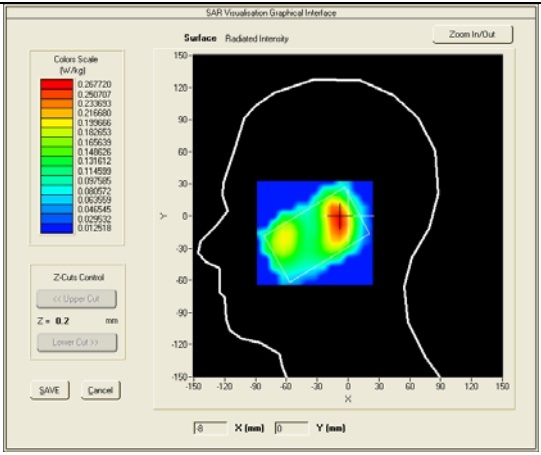 SAR Visualisation Graphical Interface
Surface Radiated Intensity
Zoom In/Out
Colors Scale
(W/kg)
0.267720
0.250707
0.233693
0.216680
0.199666
0.182653
0.165639
0.148626
0.131612
0.114599
0.097585
0.080572
0.063559
0.046545
0.029532
0.012518
Z-Cuts Control
<< Upper Cut
Z = 0.2 mm
Lower Cut >>
SAVE Cancel
150
120
90
60
30
0
-30
-60
-90
-120
-150
Y
-150 -120 -90 -60 -30 0 30 60 90 120 150
X
-8 X (mm) 0 Y (mm)